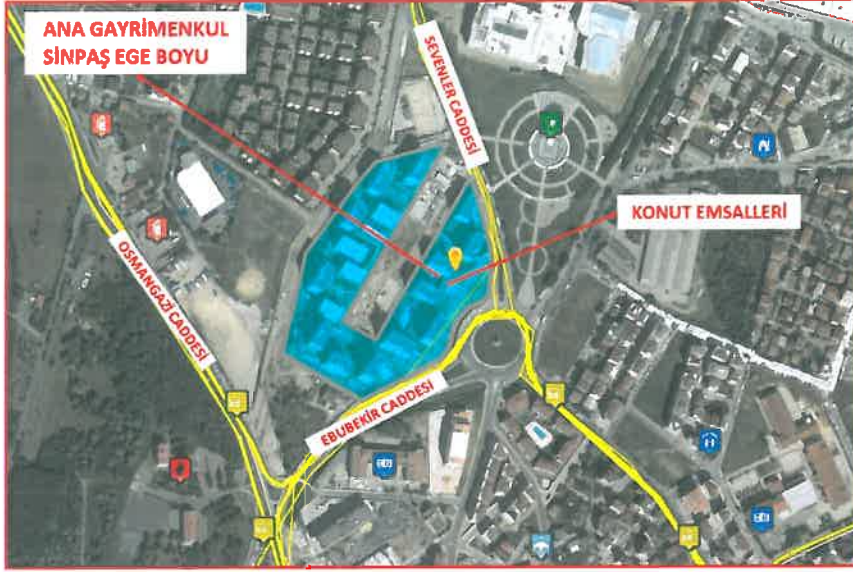 ANA GAYRİMENKUL
SİNPAŞ EGE BOYU
SEVENLER CADDESİ
KONUT EMSALLERİ
OSMANGAZİ CADDESİ
EBUBEKİR CADDESİ